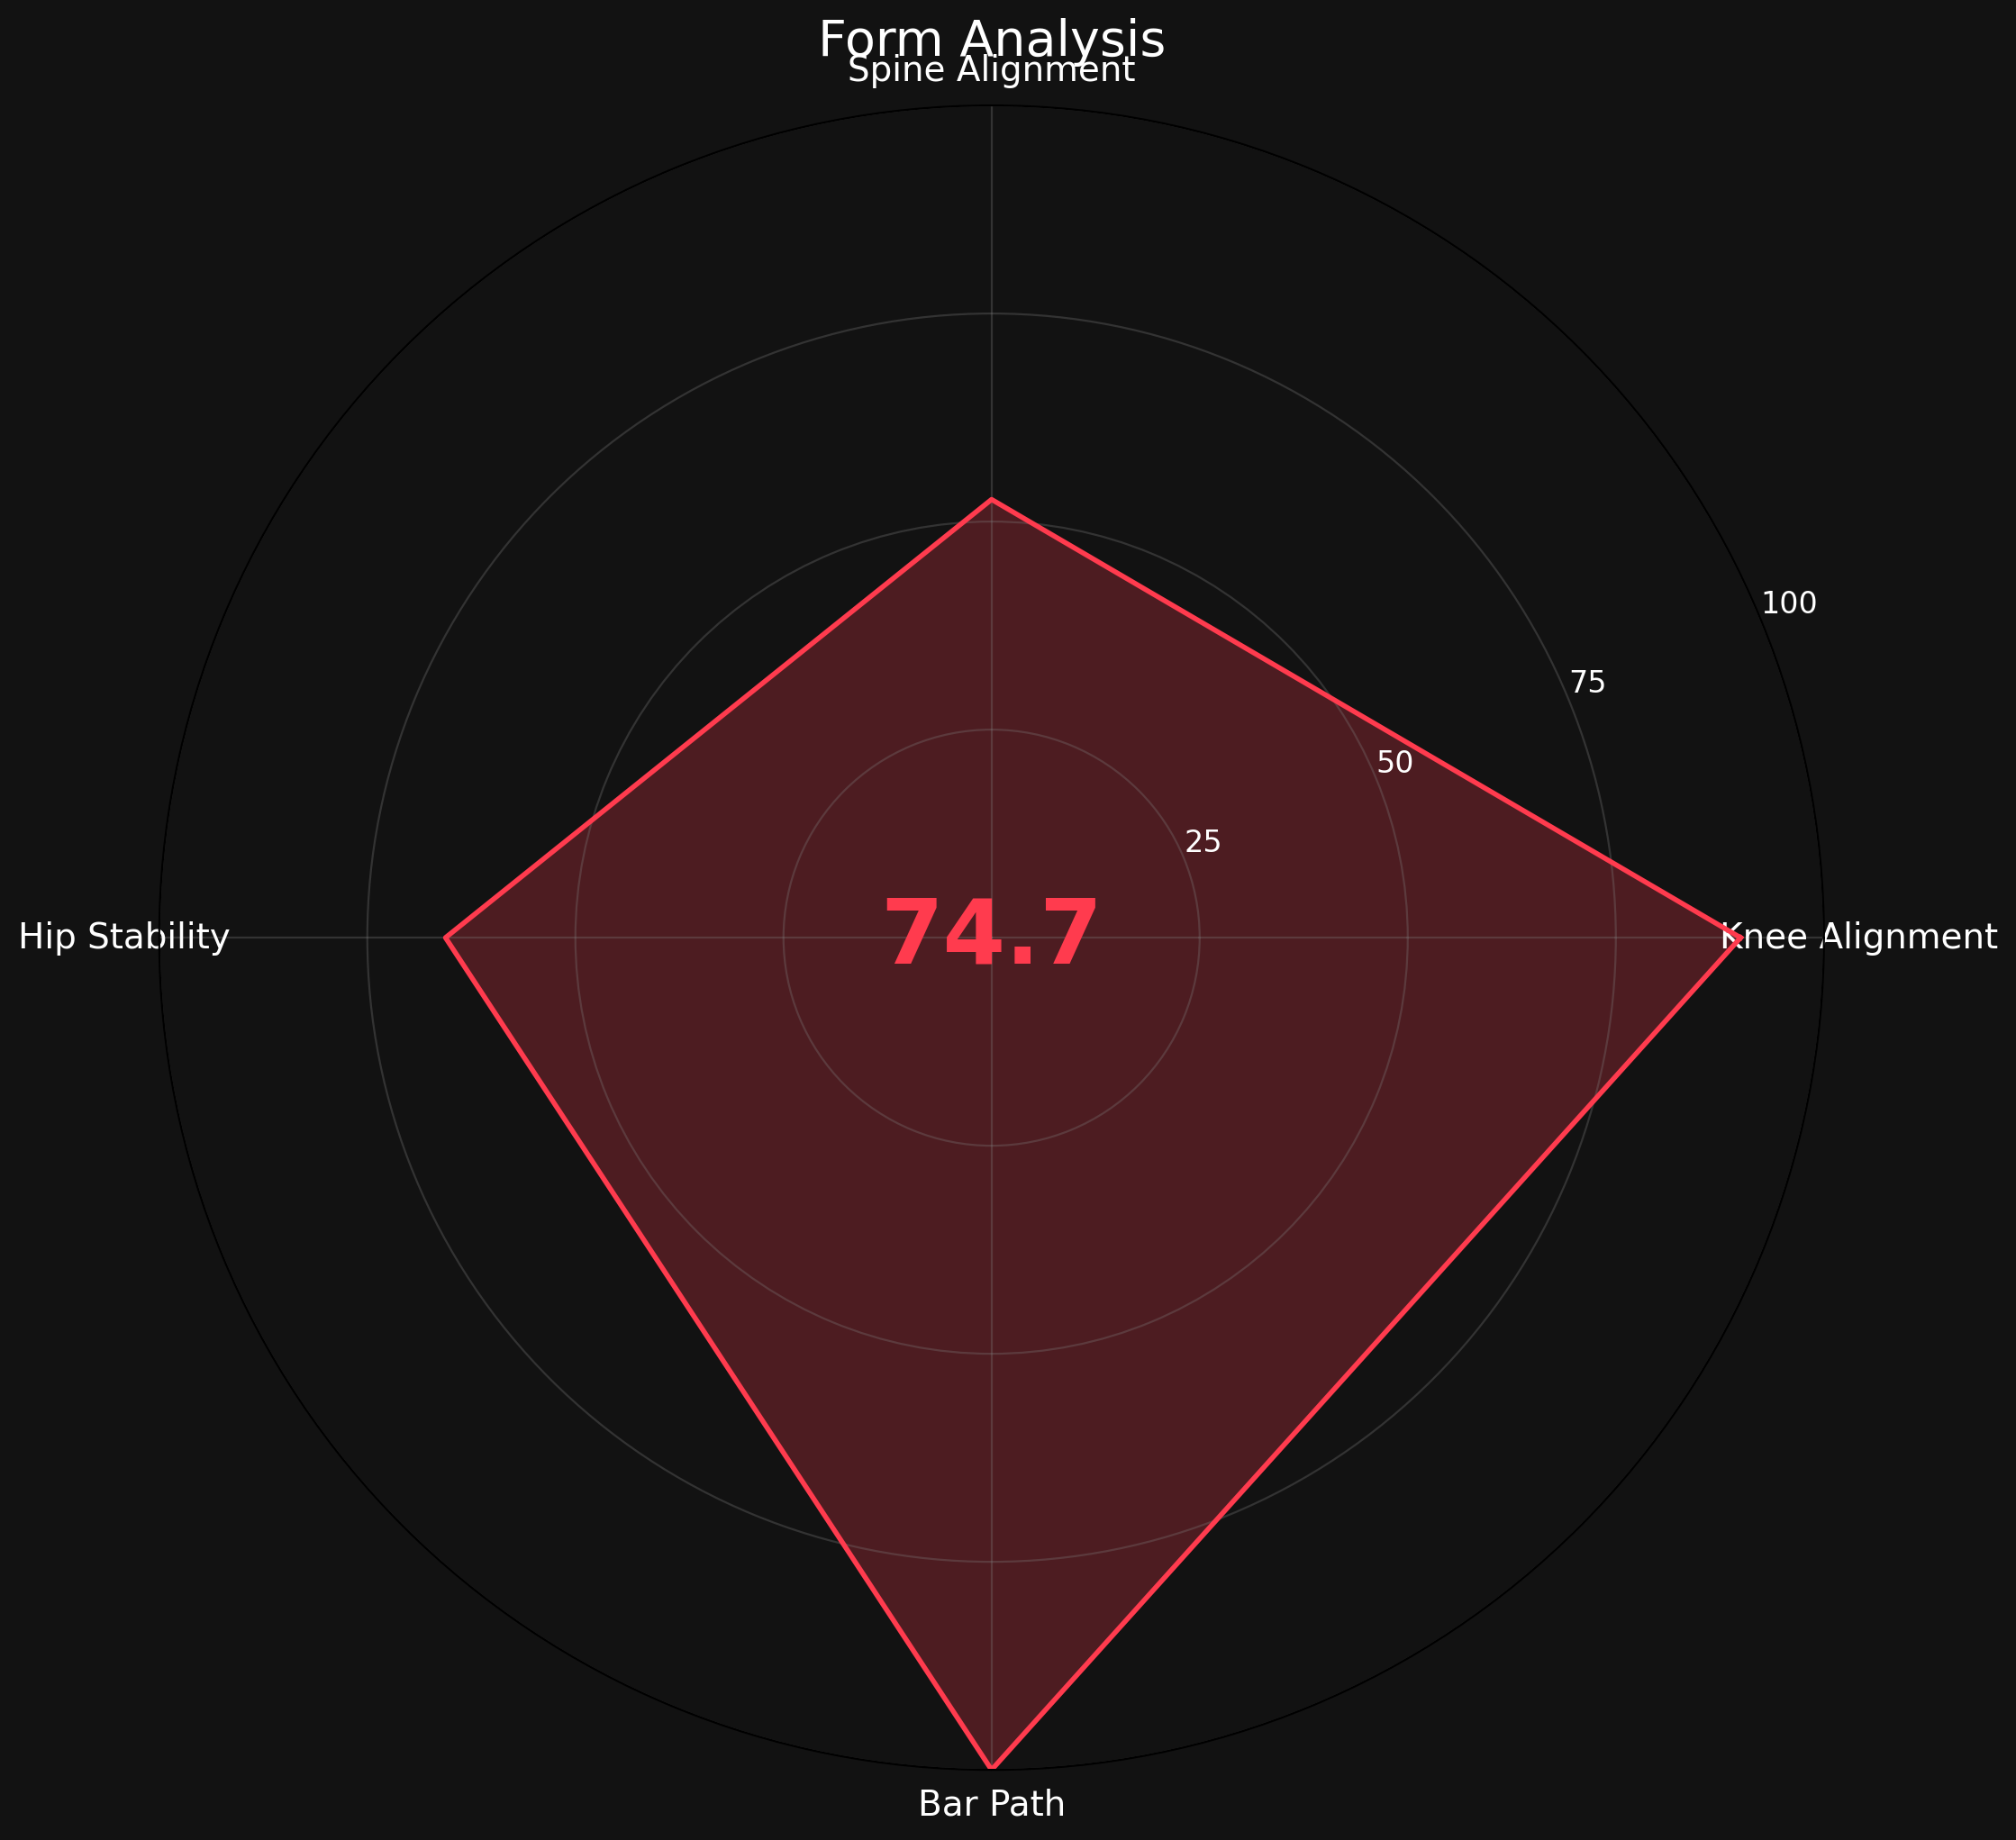 Form Analysis
Spine Alignment
100
75
50
25
74.7
Hip Stability
Knee Alignment
Bar Path